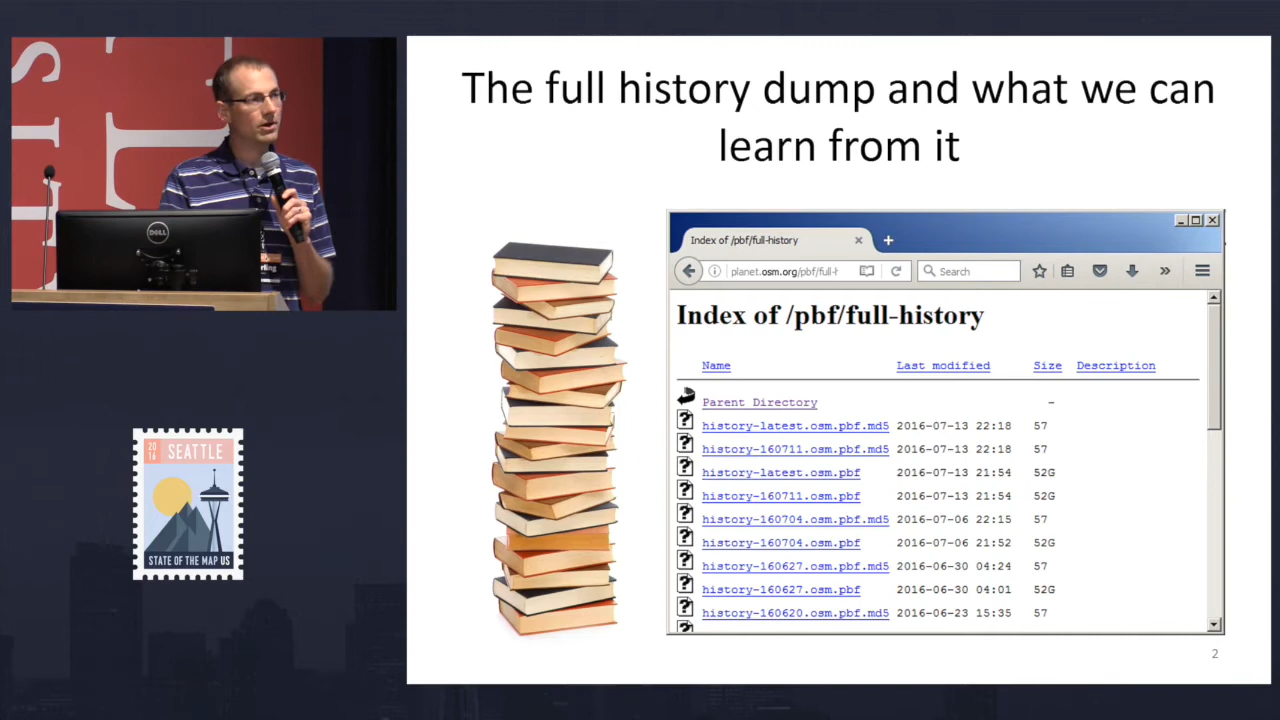 The full history dump and what we can
learn from it
Index of /pbf/full-history
planet.osm.org/pbf/full-h
Search
Index of /pbf/full-history
Name Last modified Size Description
Parent Directory -
history-latest.osm.pbf.md5 2016-07-13 22:18 57
history-160711.osm.pbf.md5 2016-07-13 22:18 57
history-latest.osm.pbf 2016-07-13 21:54 52G
history-160711.osm.pbf 2016-07-13 21:54 52G
history-160704.osm.pbf.md5 2016-07-06 22:15 57
history-160704.osm.pbf 2016-07-06 21:52 52G
history-160627.osm.pbf.md5 2016-06-30 04:24 57
history-160627.osm.pbf 2016-06-30 04:01 52G
history-160620.osm.pbf.md5 2016-06-23 15:35 57
2
DELL
2016 SEATTLE
STATE OF THE MAP US